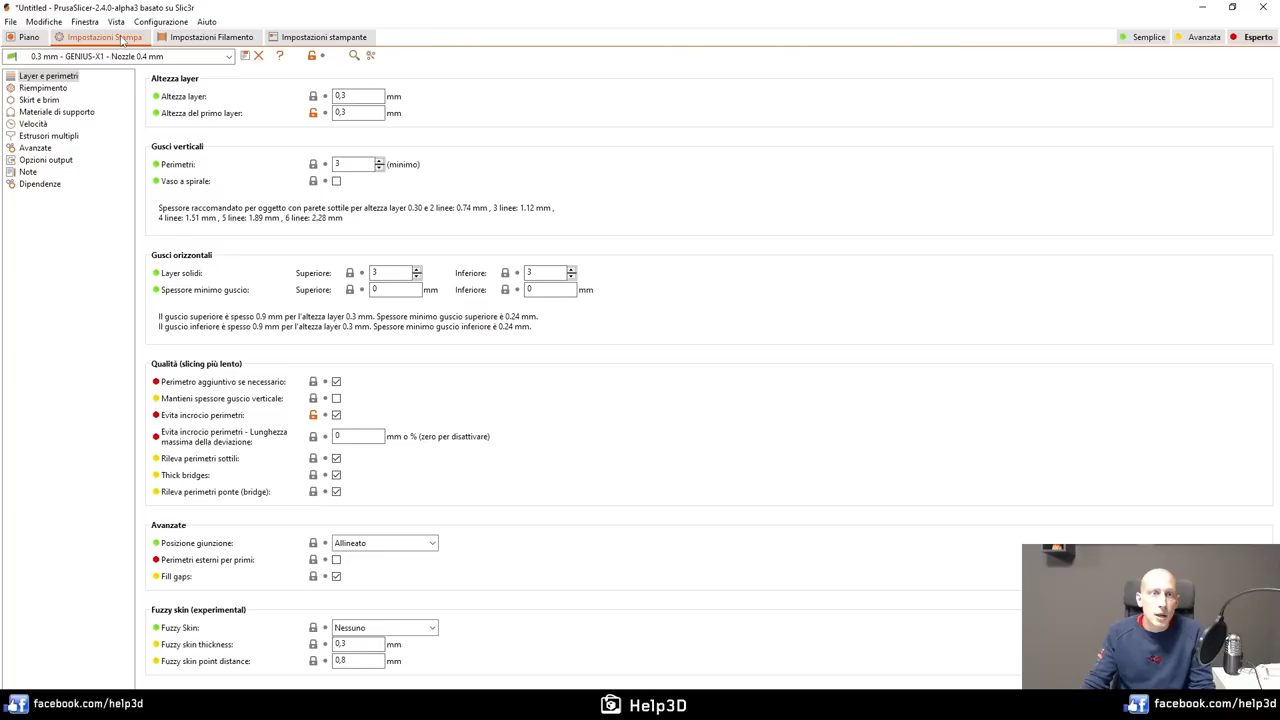 *Untitled - PrusaSlicer-2.4.0-alpha3 basato su Slic3r
File Modifiche Finestra Vista Configurazione Aiuto
Piano Impostazioni Stampa Impostazioni Filamento Impostazioni stampante Semplice Avanzata Esperto
0.3 mm - GENIUS-X1 - Nozzle 0.4 mm
Layer e perimetri
Riempimento
Skirt e brim
Materiale di supporto
Velocità
Estrusori multipli
Avanzate
Opzioni output
Note
Dipendenze
Altezza layer
Altezza layer: 0,3 mm
Altezza del primo layer: 0,3 mm
Gusci verticali
Perimetri: 3 (minimo)
Vaso a spirale:
Spessore raccomandato per oggetto con parete sottile per altezza layer 0.30 e 2 linee: 0.74 mm , 3 linee: 1.12 mm ,
4 linee: 1.51 mm , 5 linee: 1.89 mm , 6 linee: 2.28 mm
Gusci orizzontali
Layer solidi: Superiore: 3 Inferiore: 3
Spessore minimo guscio: Superiore: 0 mm Inferiore: 0 mm
Il guscio superiore è spesso 0.9 mm per l'altezza layer 0.3 mm. Spessore minimo guscio superiore è 0.24 mm.
Il guscio inferiore è spesso 0.9 mm per l'altezza layer 0.3 mm. Spessore minimo guscio inferiore è 0.24 mm.
Qualità (slicing più lento)
Perimetro aggiuntivo se necessario:
Mantieni spessore guscio verticale:
Evita incrocio perimetri:
Evita incrocio perimetri - Lunghezza
massima della deviazione: 0 mm o % (zero per disattivare)
Rileva perimetri sottili:
Thick bridges:
Rileva perimetri ponte (bridge):
Avanzate
Posizione giunzione: Allineato
Perimetri esterni per primi:
Fill gaps:
Fuzzy skin (experimental)
Fuzzy Skin: Nessuno
Fuzzy skin thickness: 0,3 mm
Fuzzy skin point distance: 0,8 mm
facebook.com/help3d Help3D facebook.com/help3d